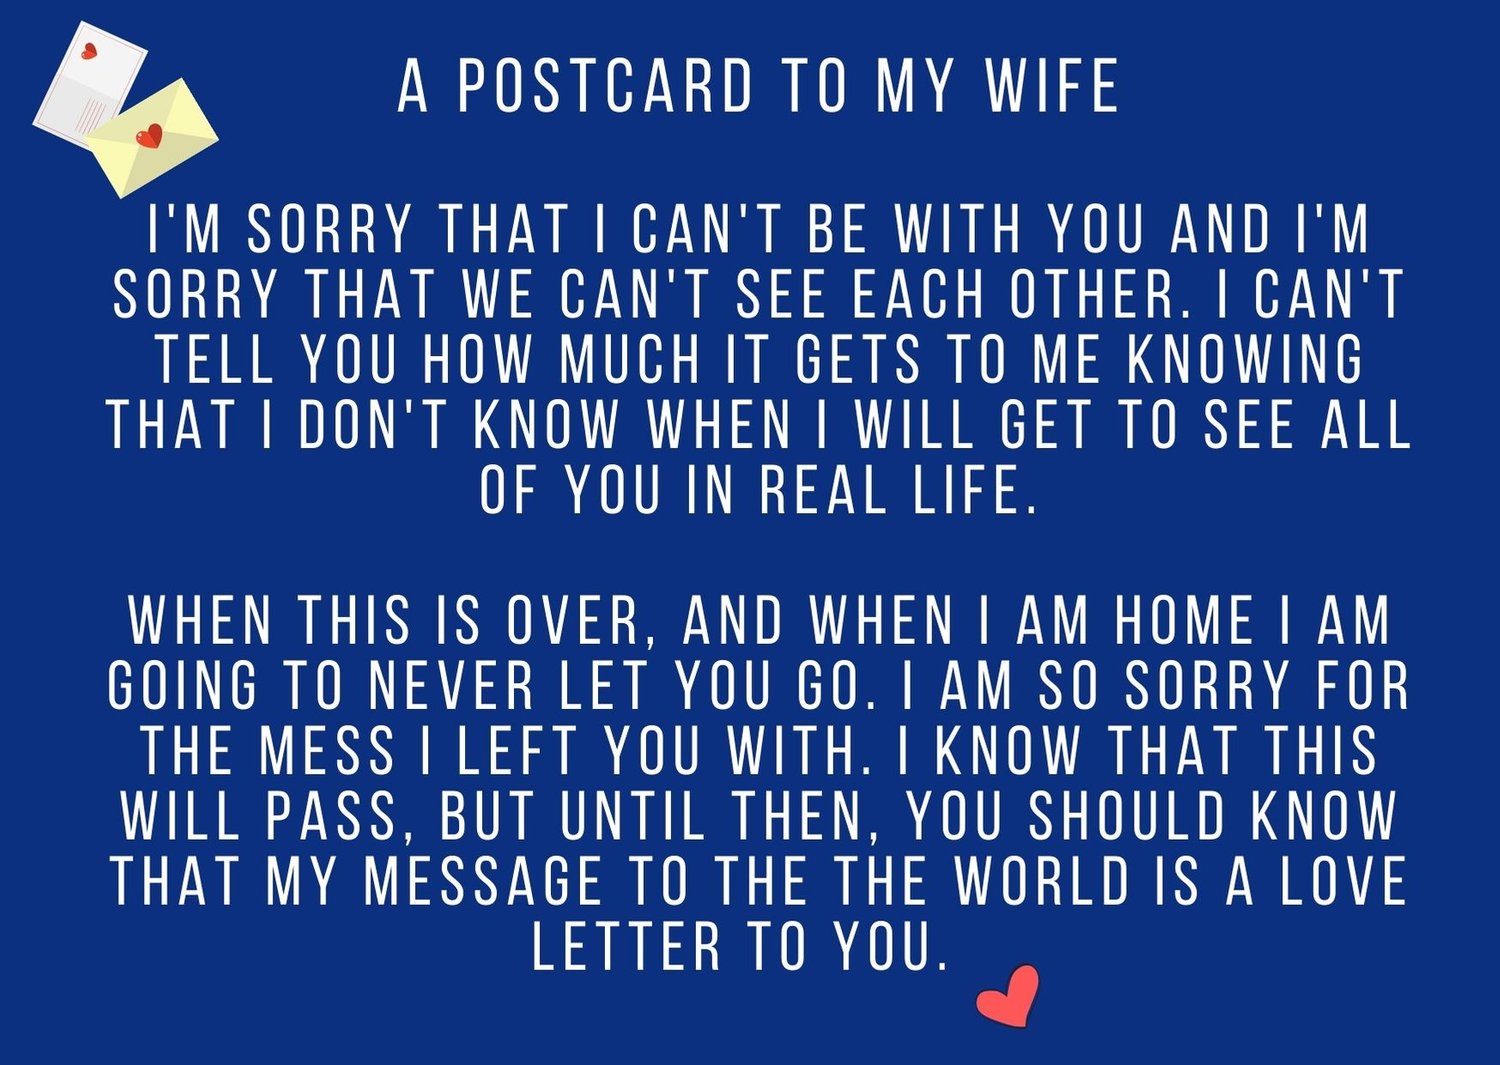 A POSTCARD TO MY WIFE
I'M SORRY THAT I CAN'T BE WITH YOU AND I'M
SORRY THAT WE CAN'T SEE EACH OTHER. I CAN'T
TELL YOU HOW MUCH IT GETS TO ME KNOWING
THAT I DON'T KNOW WHEN I WILL GET TO SEE ALL
OF YOU IN REAL LIFE.
WHEN THIS IS OVER, AND WHEN I AM HOME I AM
GOING TO NEVER LET YOU GO. I AM SO SORRY FOR
THE MESS I LEFT YOU WITH. I KNOW THAT THIS
WILL PASS, BUT UNTIL THEN, YOU SHOULD KNOW
THAT MY MESSAGE TO THE THE WORLD IS A LOVE
LETTER TO YOU.